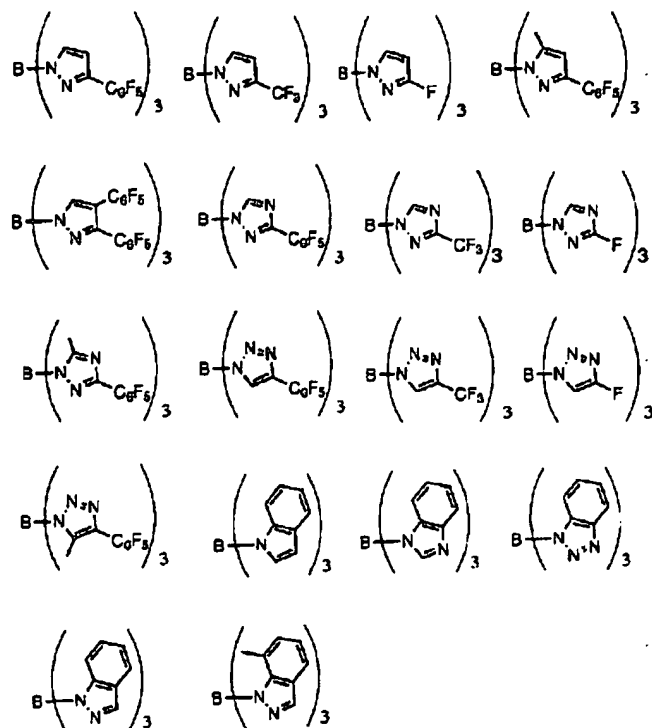 B N N C₆F₅ 3 B N N CF₃ 3 B N N F 3 B N N C₆F₅ 3
B N N C₆F₅ C₆F₅ 3 B N N N C₆F₅ 3 B N N N CF₃ 3 B N N N F 3
B N N N C₆F₅ 3 B N N N C₆F₅ 3 B N N N CF₃ 3 B N N N F 3
B N N N C₆F₅ 3 B N 3 B N N 3 B N N N 3
B N N 3 B N N 3